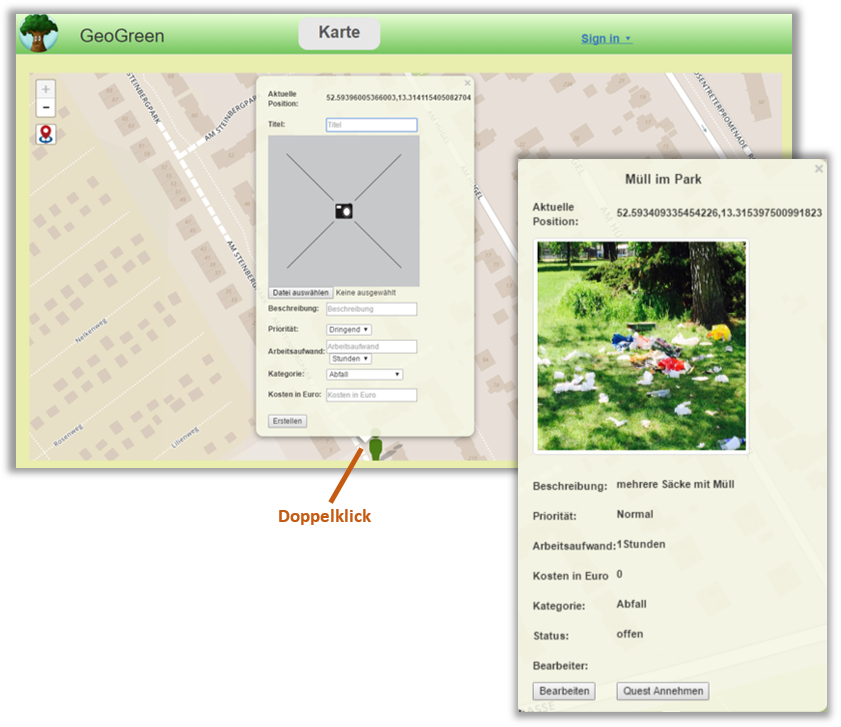 GeoGreen
Karte
Sign in
+
-
AM STEINBERGPARK
AM STEINBERGPARK
AM STEINBERGPARK
Nelkenweg
Rosenweg
Lilienweg
×
Aktuelle
Position: 52.59396005366003,13.314115405082704
Titel: Titel
Datei auswählen Keine ausgewählt
Beschreibung: Beschreibung
Priorität: Dringend
Arbeitsaufwand: Arbeitsaufwand
Stunden
Kategorie: Abfall
Kosten in Euro: Kosten in Euro
Erstellen
Doppelklick
×
Müll im Park
Aktuelle
Position: 52.593409335454226,13.315397500991823
Beschreibung: mehrere Säcke mit Müll
Priorität: Normal
Arbeitsaufwand: 1Stunden
Kosten in Euro 0
Kategorie: Abfall
Status: offen
Bearbeiter:
Bearbeiten Quest Annehmen